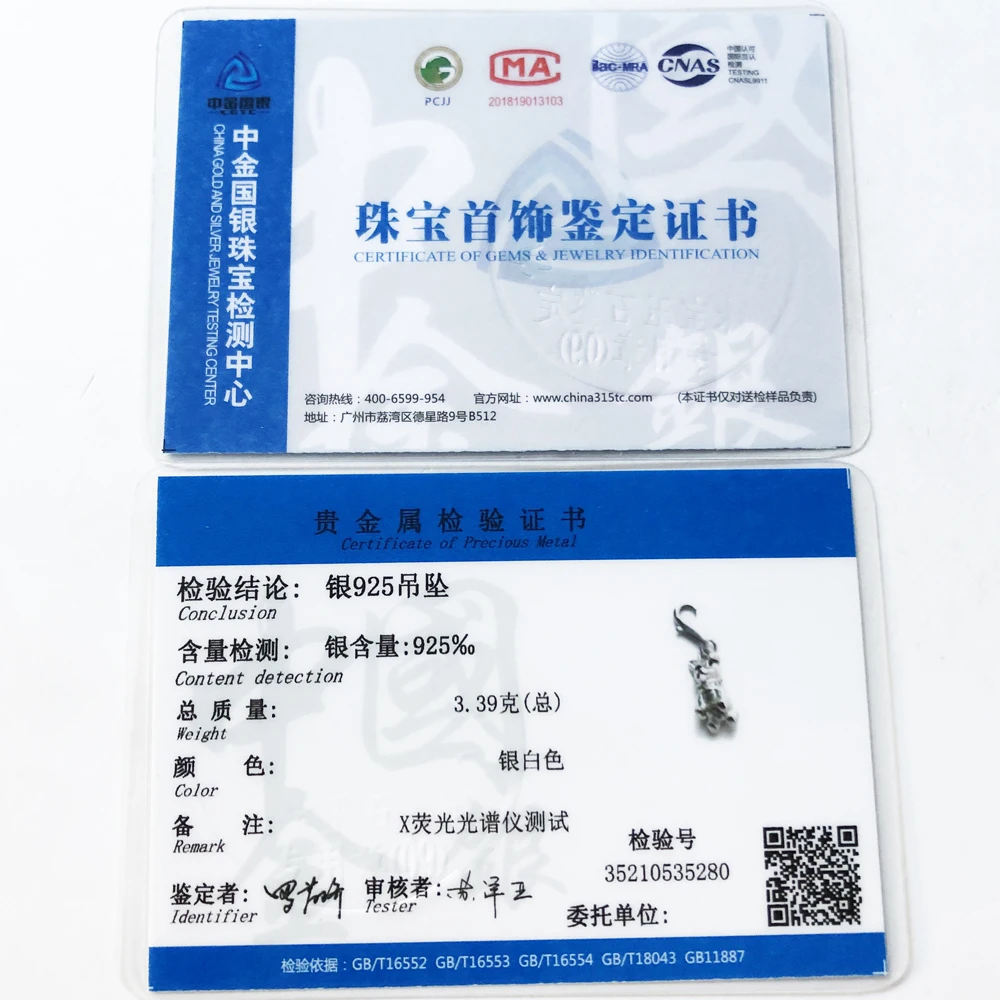 中金国银
中金国银珠宝检测中心
CHINA GOLD AND SILVER JEWELRY TESTING CENTER
PCJJ
MA
201819013103
ilac-MRA
CNAS
中国认可
国际互认
检测
TESTING
CNASL9911
珠宝首饰鉴定证书
CERTIFICATE OF GEMS & JEWELRY IDENTIFICATION
咨询热线：400-6599-954 官方网址：www.china315tc.com (本证书仅对送检样品负责)
地址：广州市荔湾区德星路9号B512
贵金属检验证书
Certificate of Precious Metal
检验结论: 银925吊坠
Conclusion
含量检测: 银含量:925‰
Content detection
总质量: 3.39克(总)
Weight
颜色: 银白色
Color
备注: X荧光光谱仪测试
Remark
检验号
35210535280
鉴定者: 审核者:
Identifier Tester
委托单位:
检验依据：GB/T16552 GB/T16553 GB/T16554 GB/T18043 GB11887